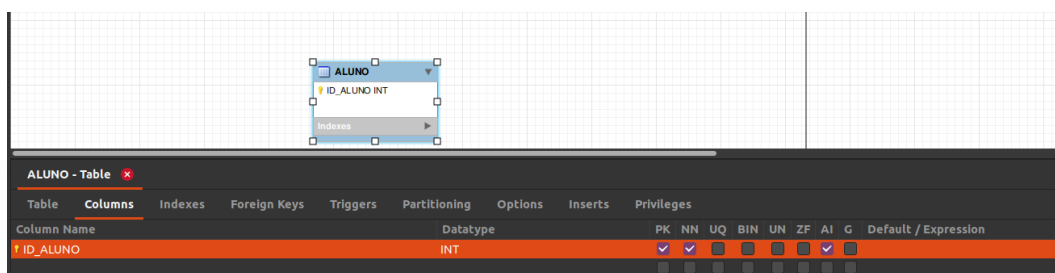 ALUNO
ID_ALUNO INT
Indexes
ALUNO - Table
Table Columns Indexes Foreign Keys Triggers Partitioning Options Inserts Privileges
Column Name Datatype PK NN UQ BIN UN ZF AI G Default / Expression
ID_ALUNO INT